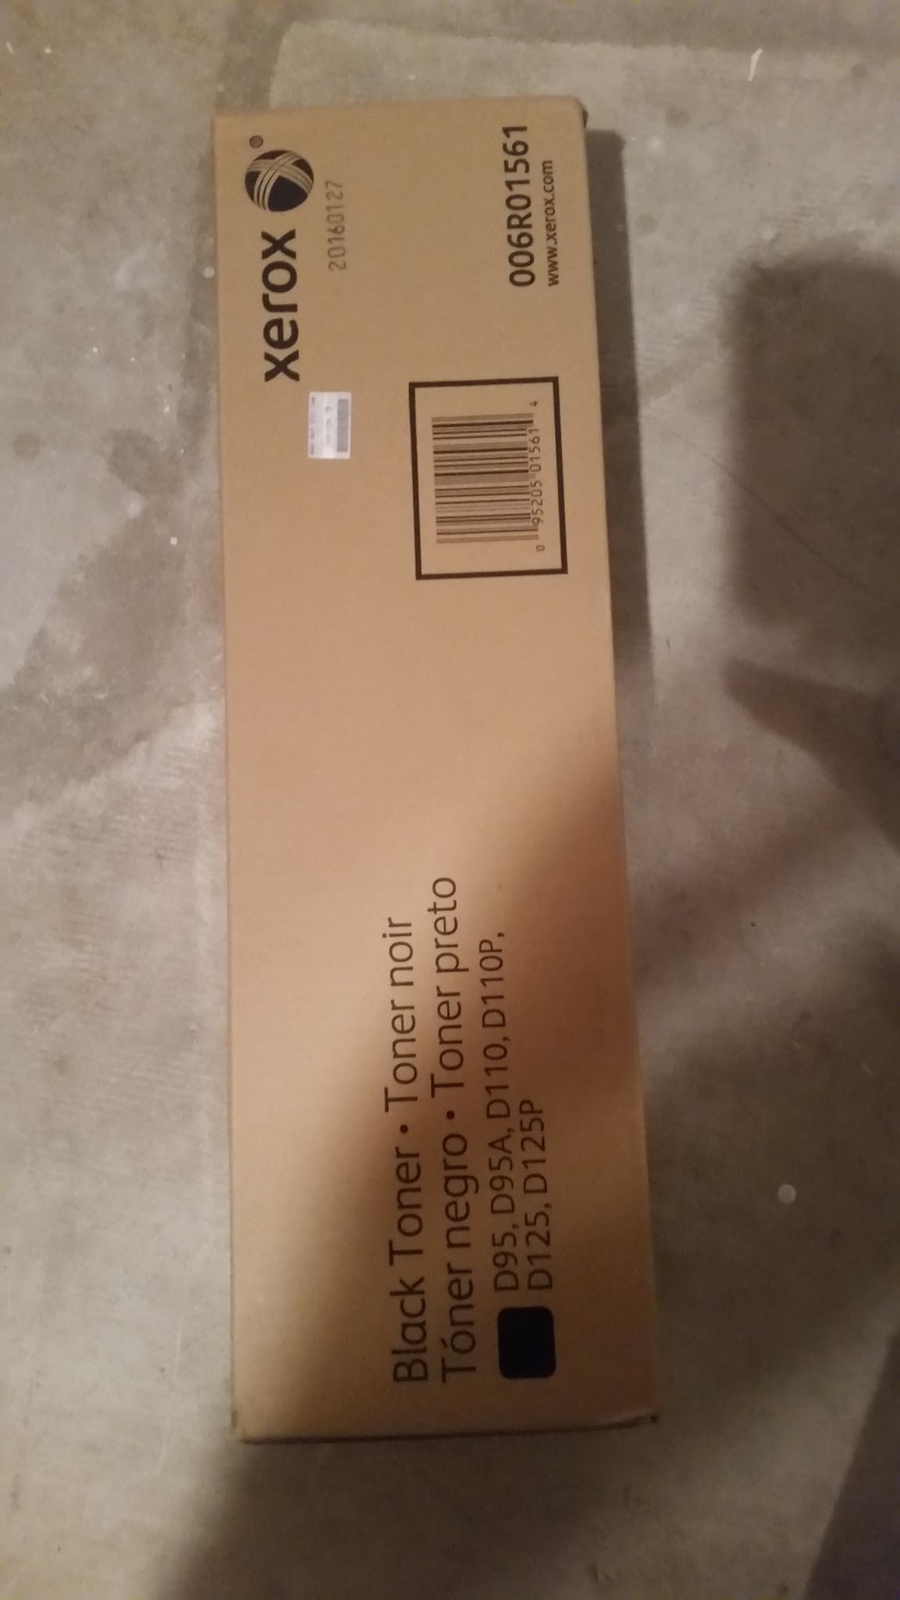 xerox
20160127
006R01561
www.xerox.com
0 95205 01561 4
Black Toner • Toner noir
Tóner negro • Toner preto
D95, D95A, D110, D110P,
D125, D125P